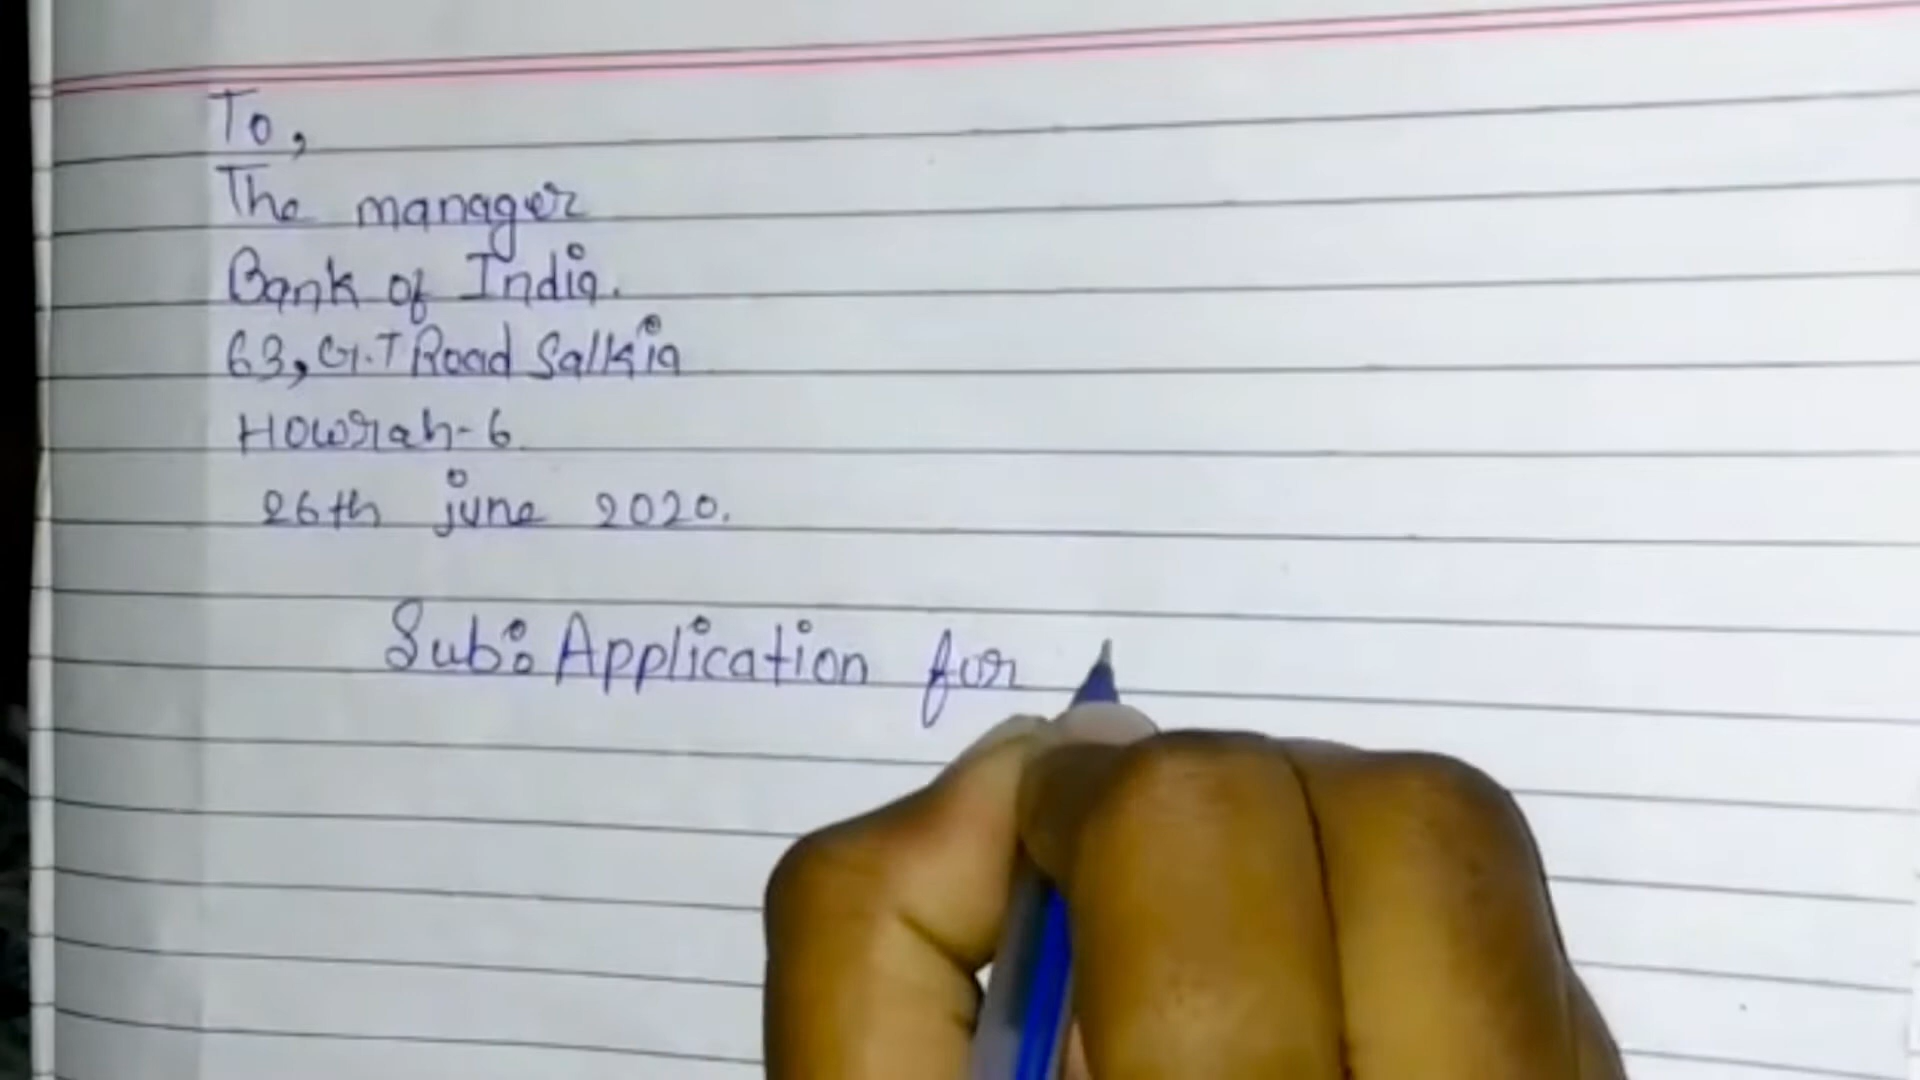 To,
The manager
Bank of India.
63, G.T Road Salkia
Howrah-6
26th june 2020.
Sub: Application for